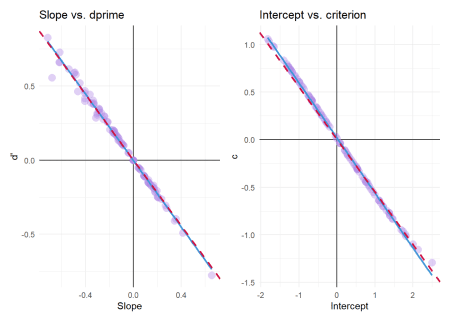 Slope vs. dprime
0.5
0.0
-0.5
d'
-0.4
0.0
0.4
Slope
Intercept vs. criterion
1.0
0.5
0.0
-0.5
-1.0
-1.5
c
-2
-1
0
1
2
Intercept